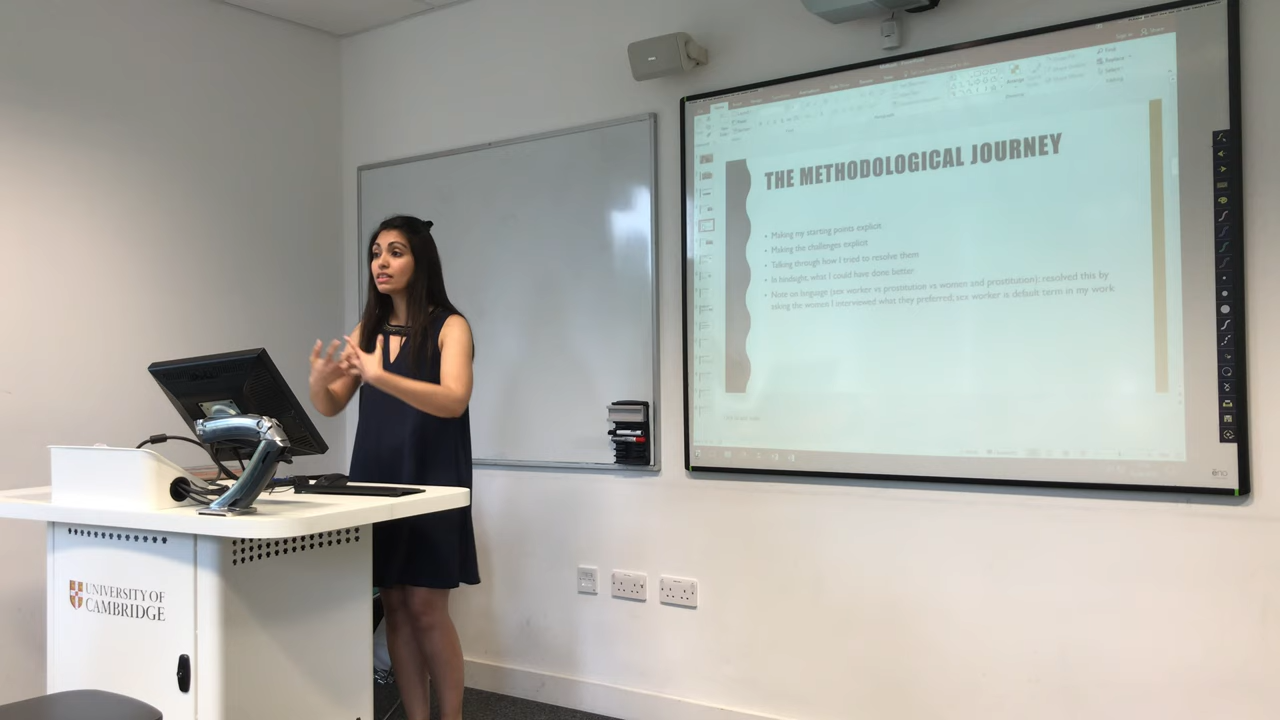 THE METHODOLOGICAL JOURNEY
• Making my starting points explicit
• Making the challenges explicit
• Talking through how I tried to resolve them
• In hindsight, what I could have done better
• Note on language (sex worker vs prostitution vs women and prostitution): resolved this by
asking the women I interviewed what they preferred; sex worker is default term in my work
eno
UNIVERSITY OF
CAMBRIDGE